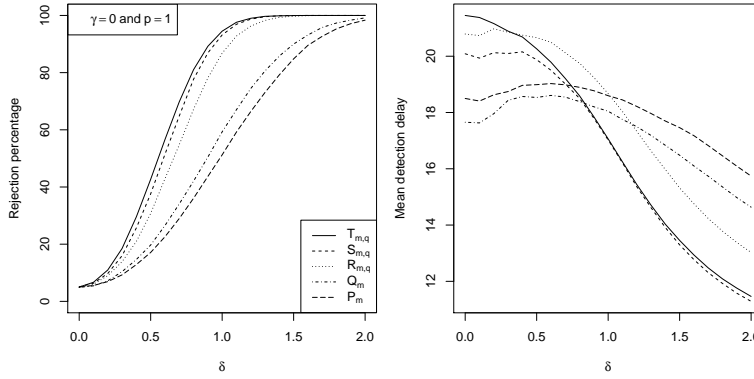 γ = 0 and p = 1
Rejection percentage
100
80
60
40
20
0
0.0 0.5 1.0 1.5 2.0
δ
T_{m,q}
S_{m,q}
R_{m,q}
Q_m
P_m
Mean detection delay
20
18
16
14
12
0.0 0.5 1.0 1.5 2.0
δ